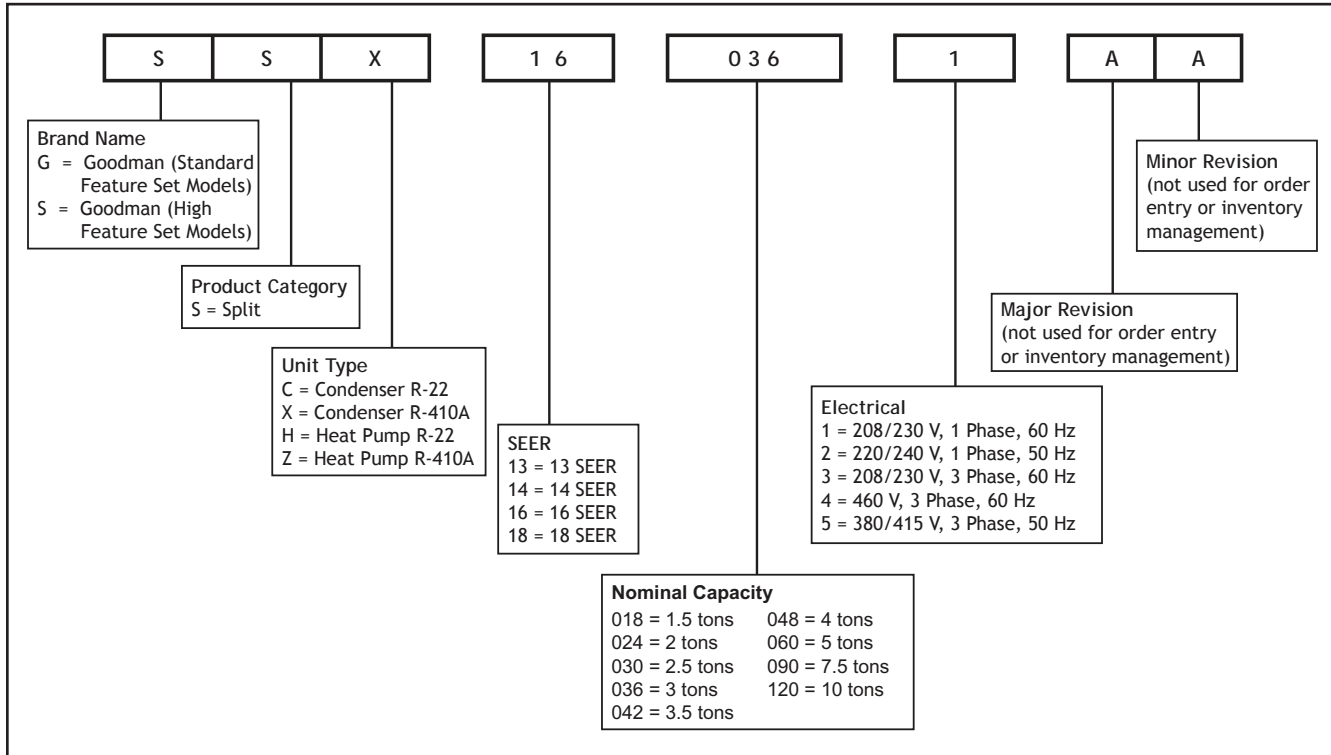 S S X 1 6 0 3 6 1 A A
Brand Name
G = Goodman (Standard
Feature Set Models)
S = Goodman (High
Feature Set Models)
Product Category
S = Split
Unit Type
C = Condenser R-22
X = Condenser R-410A
H = Heat Pump R-22
Z = Heat Pump R-410A
SEER
13 = 13 SEER
14 = 14 SEER
16 = 16 SEER
18 = 18 SEER
Nominal Capacity
018 = 1.5 tons
024 = 2 tons
030 = 2.5 tons
036 = 3 tons
042 = 3.5 tons
048 = 4 tons
060 = 5 tons
090 = 7.5 tons
120 = 10 tons
Electrical
1 = 208/230 V, 1 Phase, 60 Hz
2 = 220/240 V, 1 Phase, 50 Hz
3 = 208/230 V, 3 Phase, 60 Hz
4 = 460 V, 3 Phase, 60 Hz
5 = 380/415 V, 3 Phase, 50 Hz
Major Revision
(not used for order entry
or inventory management)
Minor Revision
(not used for order
entry or inventory
management)